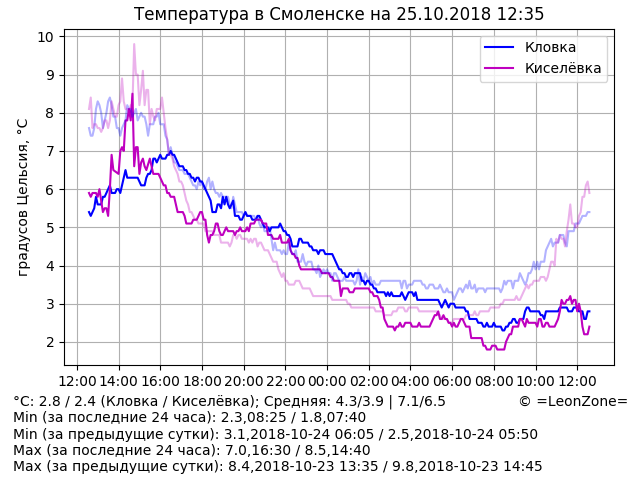 Температура в Смоленске на 25.10.2018 12:35
градусов Цельсия, °C
10
9
8
7
6
5
4
3
2
Кловка
Киселёвка
12:00 14:00 16:00 18:00 20:00 22:00 00:00 02:00 04:00 06:00 08:00 10:00 12:00
°C: 2.8 / 2.4 (Кловка / Киселёвка); Средняя: 4.3/3.9 | 7.1/6.5 © =LeonZone=
Min (за последние 24 часа): 2.3,08:25 / 1.8,07:40
Min (за предыдущие сутки): 3.1,2018-10-24 06:05 / 2.5,2018-10-24 05:50
Max (за последние 24 часа): 7.0,16:30 / 8.5,14:40
Max (за предыдущие сутки): 8.4,2018-10-23 13:35 / 9.8,2018-10-23 14:45